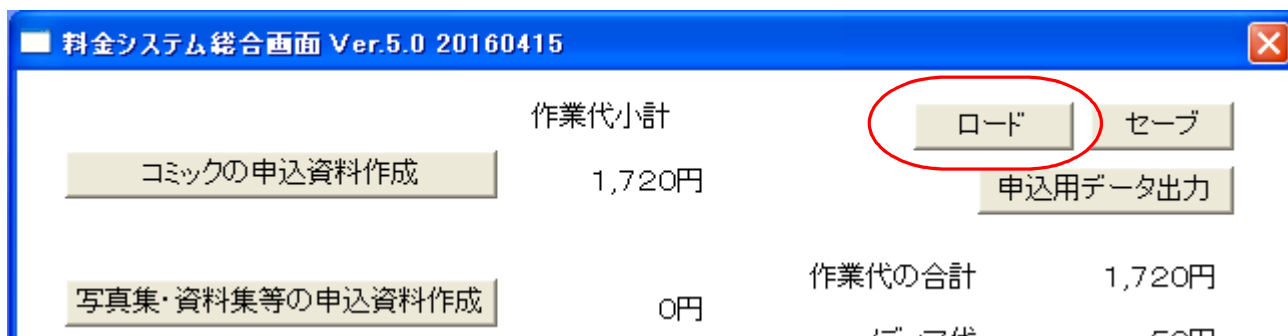 料金システム総合画面 Ver.5.0 20160415
作業代小計
ロード
セーブ
コミックの申込資料作成
1,720円
申込用データ出力
作業代の合計
1,720円
写真集・資料集等の申込資料作成
0円